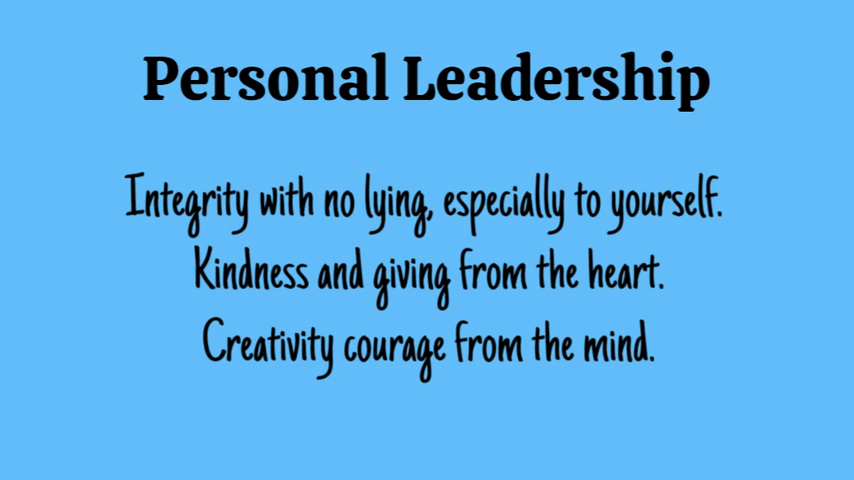 Personal Leadership
Integrity with no lying, especially to yourself.
Kindness and giving from the heart.
Creativity courage from the mind.